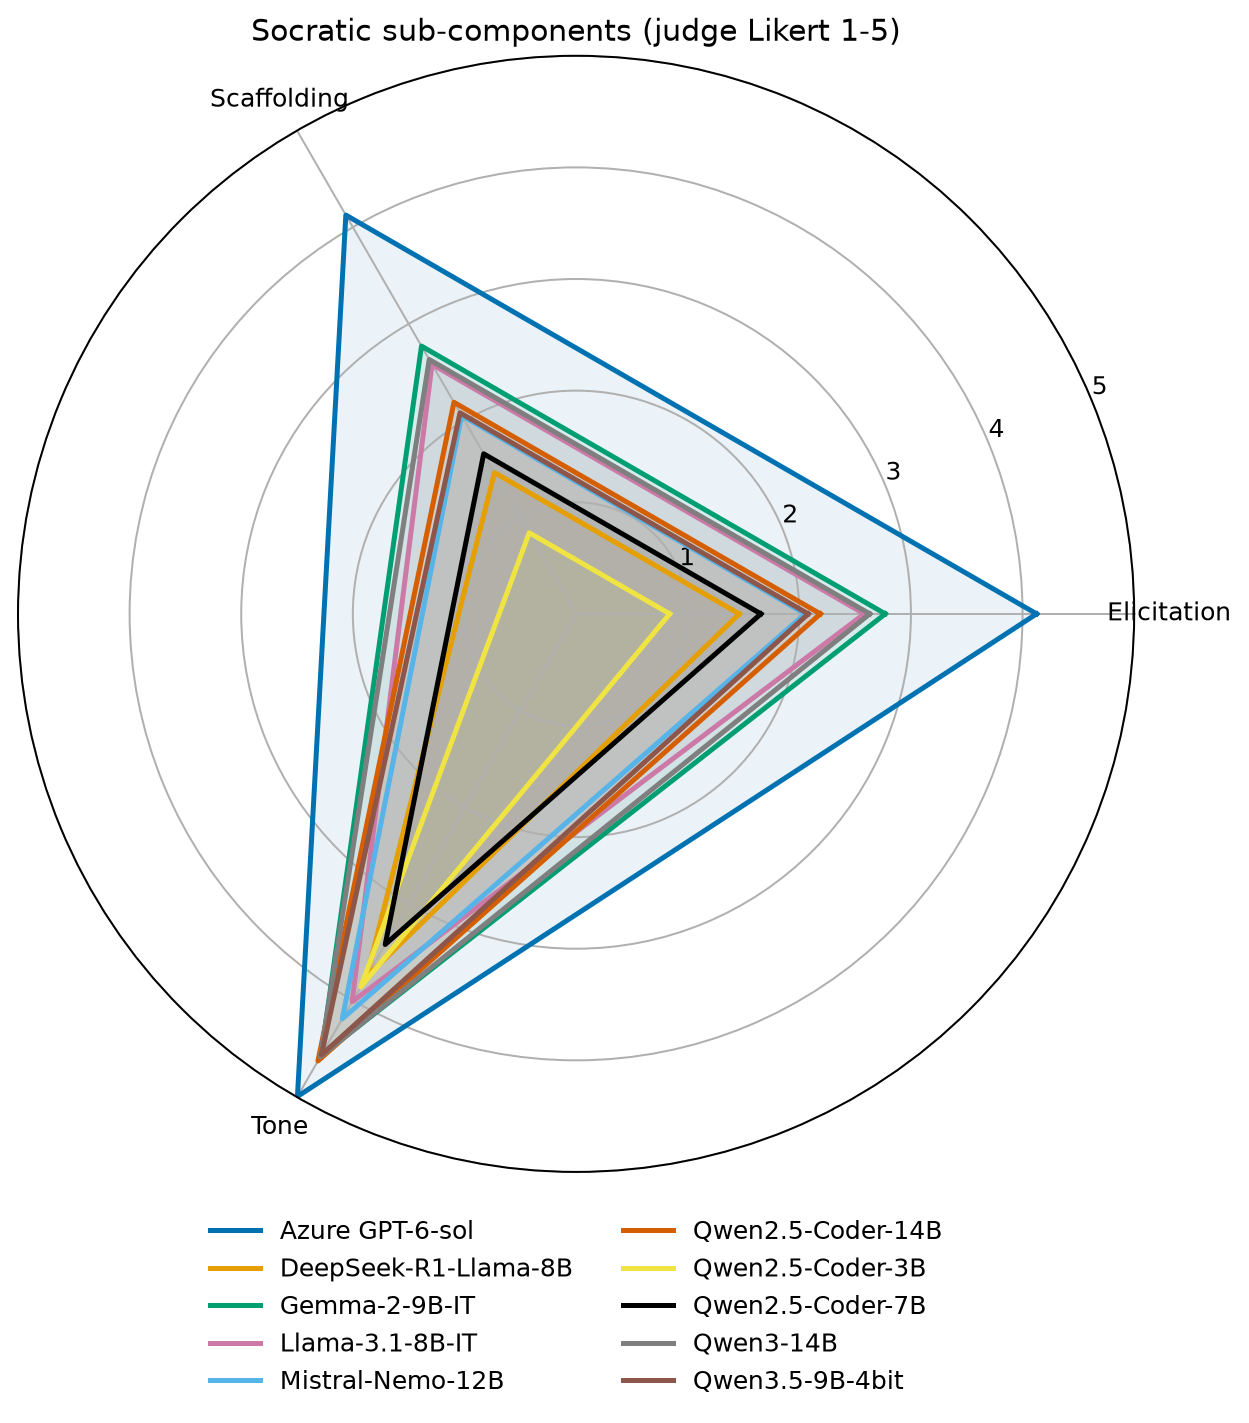 Socratic sub-components (judge Likert 1-5)
Scaffolding
5
4
3
2
1
Elicitation
Tone
Azure GPT-6-sol
DeepSeek-R1-Llama-8B
Gemma-2-9B-IT
Llama-3.1-8B-IT
Mistral-Nemo-12B
Qwen2.5-Coder-14B
Qwen2.5-Coder-3B
Qwen2.5-Coder-7B
Qwen3-14B
Qwen3.5-9B-4bit